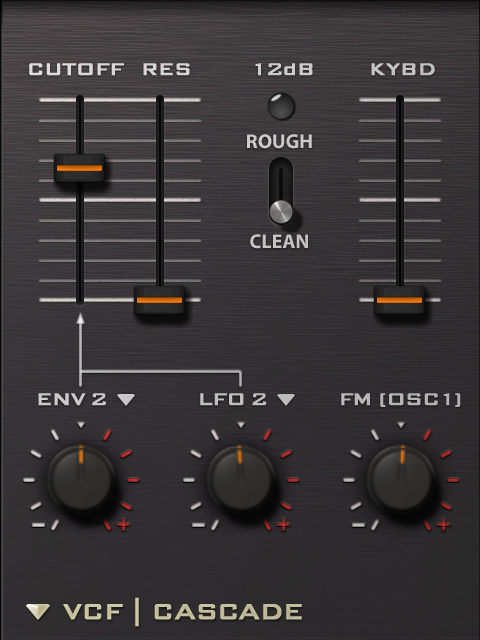 CUTOFF RES 12dB KYBD
ROUGH
CLEAN
ENV 2 LFO 2 FM (OSC1)
- + - + - +
VCF | CASCADE